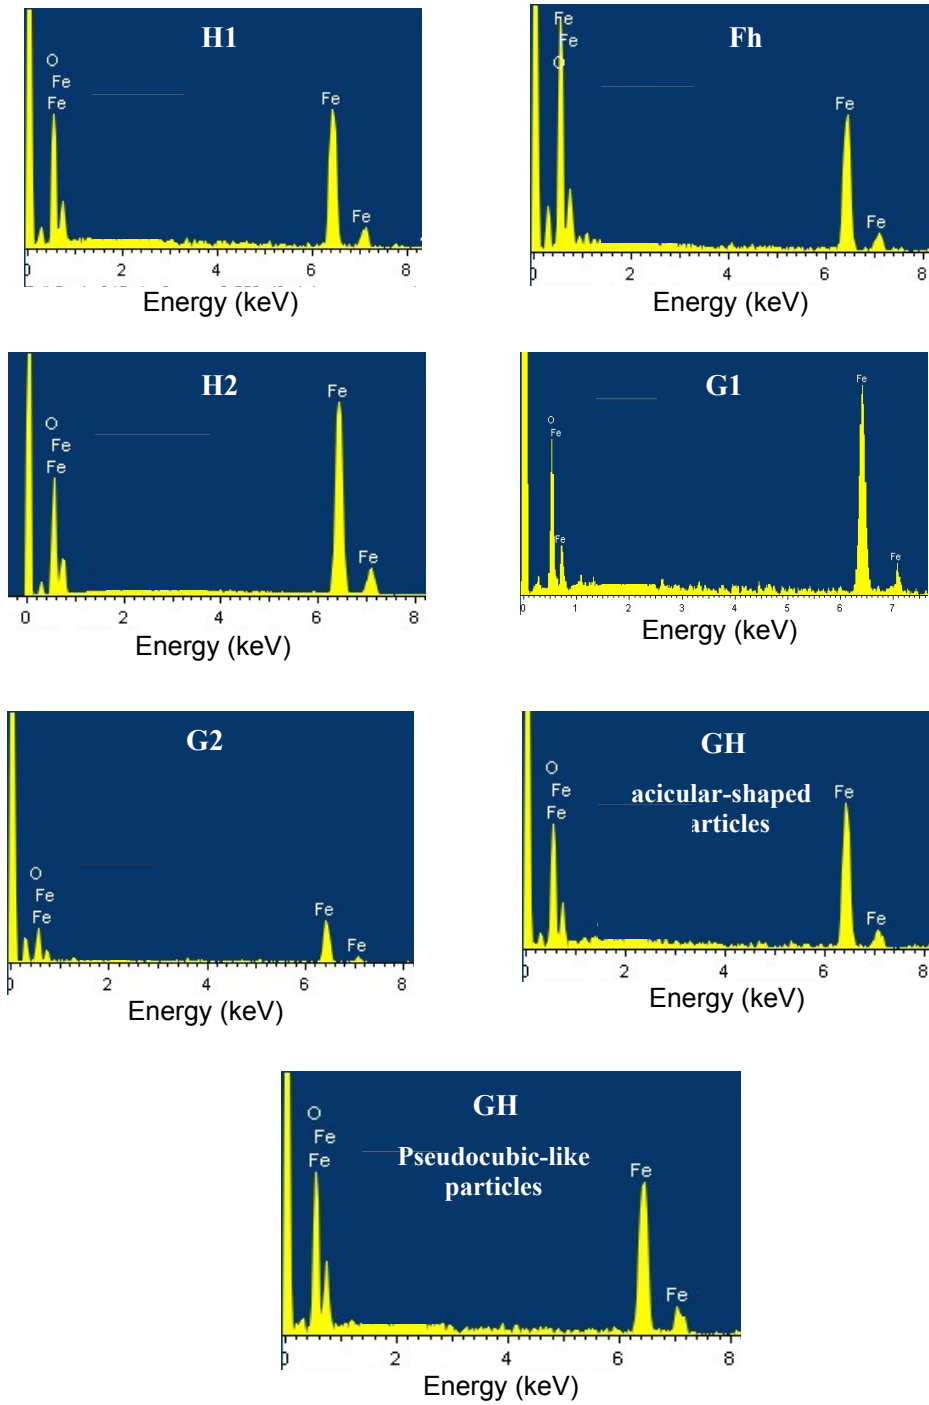 H1
O
Fe
Fe
Fe
Fe
0 2 4 6 8
Energy (keV)
Fh
Fe
Fe
O
Fe
Fe
0 2 4 6 8
Energy (keV)
H2
O
Fe
Fe
Fe
Fe
0 2 4 6 8
Energy (keV)
G1
O
Fe
Fe
Fe
Fe
0 1 2 3 4 5 6 7
Energy (keV)
G2
O
Fe
Fe
Fe
Fe
0 2 4 6 8
Energy (keV)
GH
acicular-shaped
articles
O
Fe
Fe
Fe
Fe
0 2 4 6 8
Energy (keV)
GH
Pseudocubic-like
particles
O
Fe
Fe
Fe
Fe
0 2 4 6 8
Energy (keV)